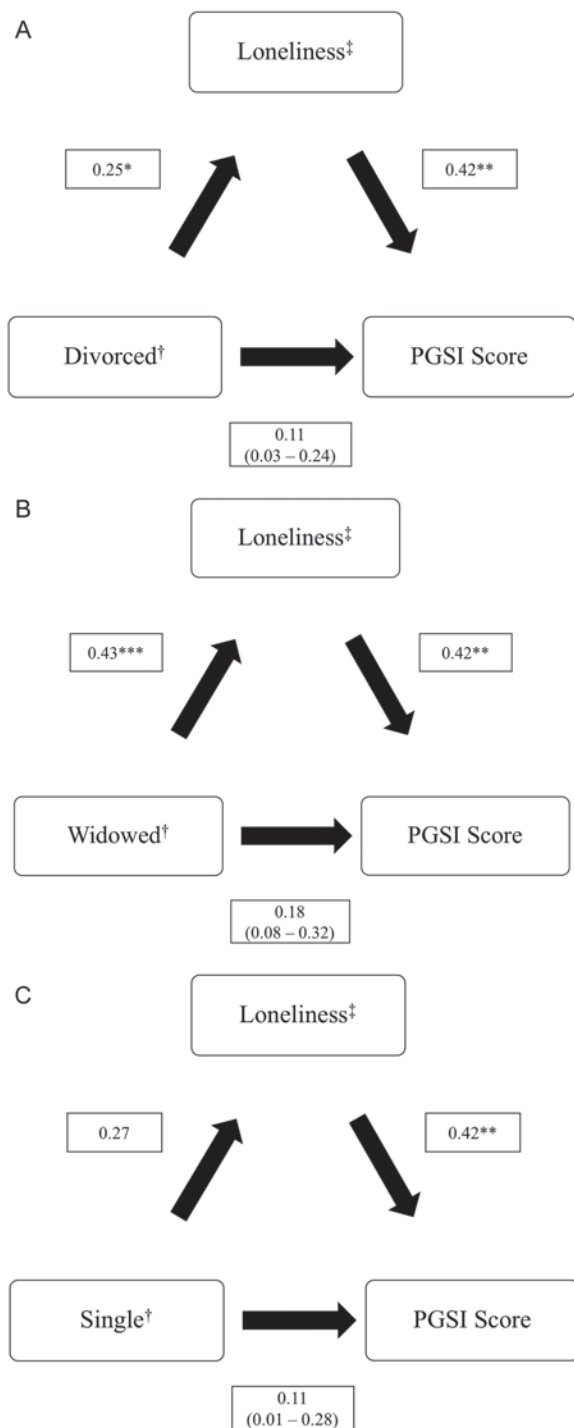 A
Loneliness‡
0.25*
0.42**
Divorced†
PGSI Score
0.11
(0.03 – 0.24)
B
Loneliness‡
0.43***
0.42**
Widowed†
PGSI Score
0.18
(0.08 – 0.32)
C
Loneliness‡
0.27
0.42**
Single†
PGSI Score
0.11
(0.01 – 0.28)